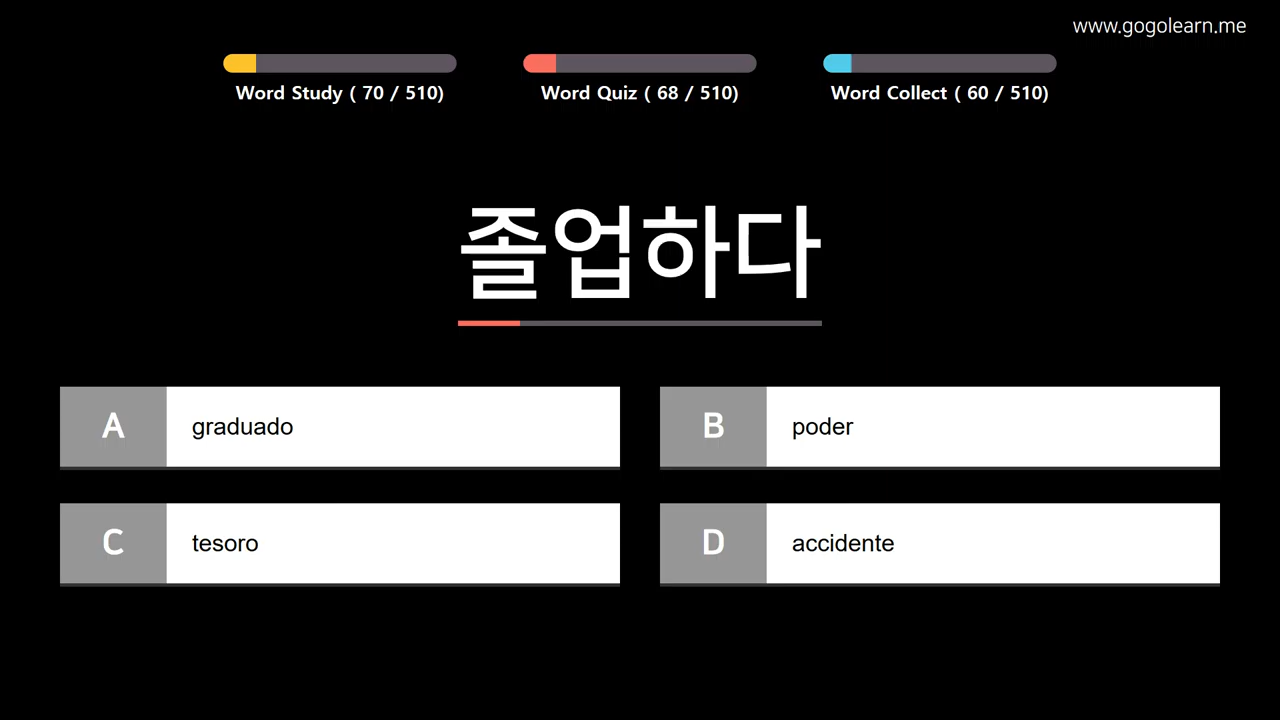 www.gogolearn.me
Word Study ( 70 / 510)
Word Quiz ( 68 / 510)
Word Collect ( 60 / 510)
졸업하다
A graduado
B poder
C tesoro
D accidente